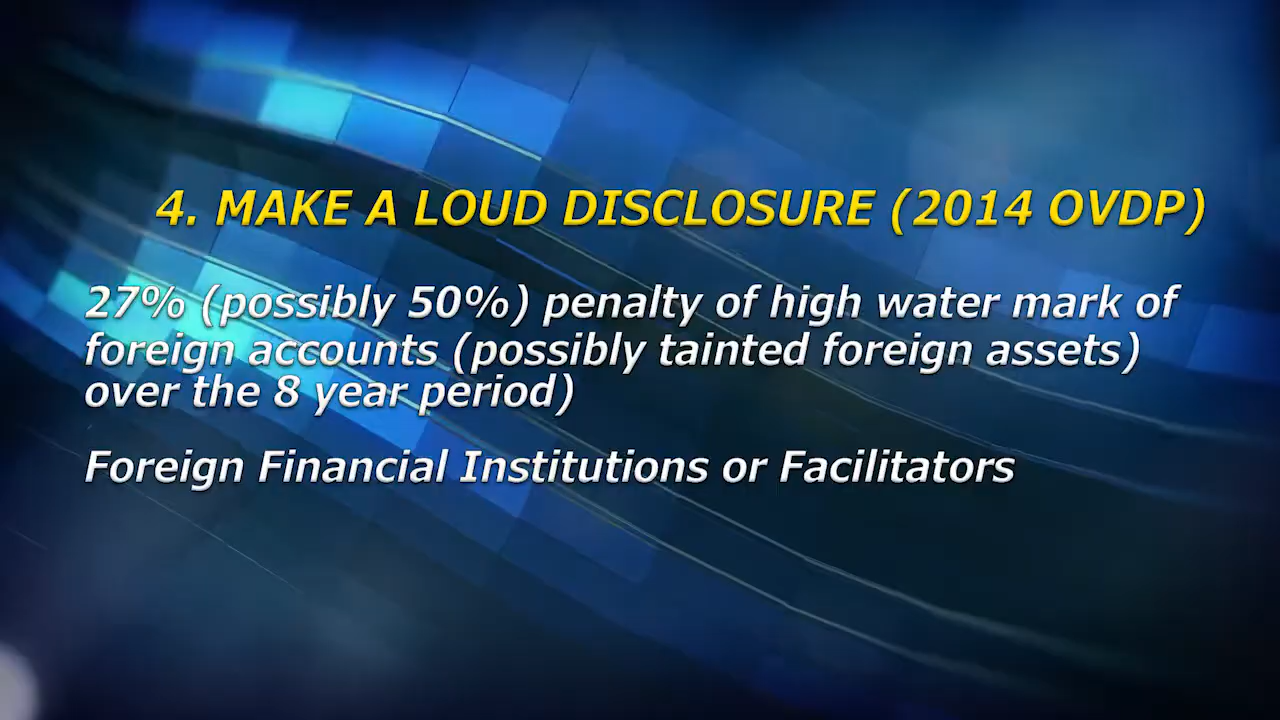 4. MAKE A LOUD DISCLOSURE (2014 OVDP)
27% (possibly 50%) penalty of high water mark of
foreign accounts (possibly tainted foreign assets)
over the 8 year period)
Foreign Financial Institutions or Facilitators